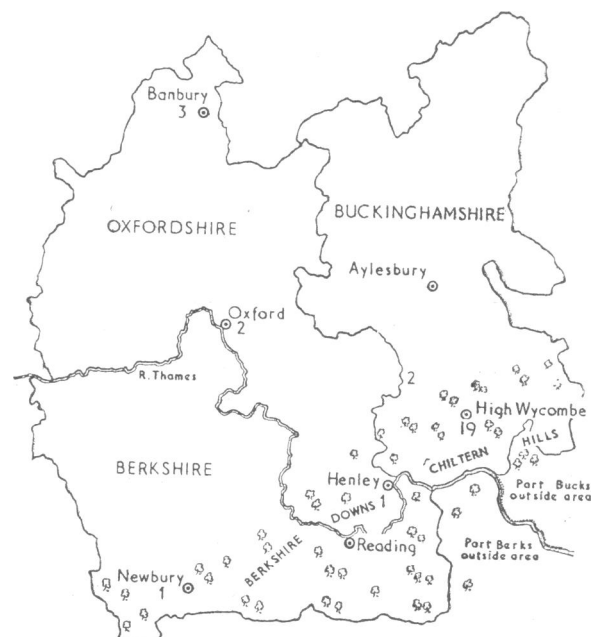 Banbury
3
OXFORDSHIRE
BUCKINGHAMSHIRE
Aylesbury
Oxford
2
R. Thames
2
High Wycombe
19
CHILTERN
HILLS
BERKSHIRE
Henley
1
Part Bucks
outside area
DOWNS
BERKSHIRE
Reading
Part Berks
outside area
Newbury
1